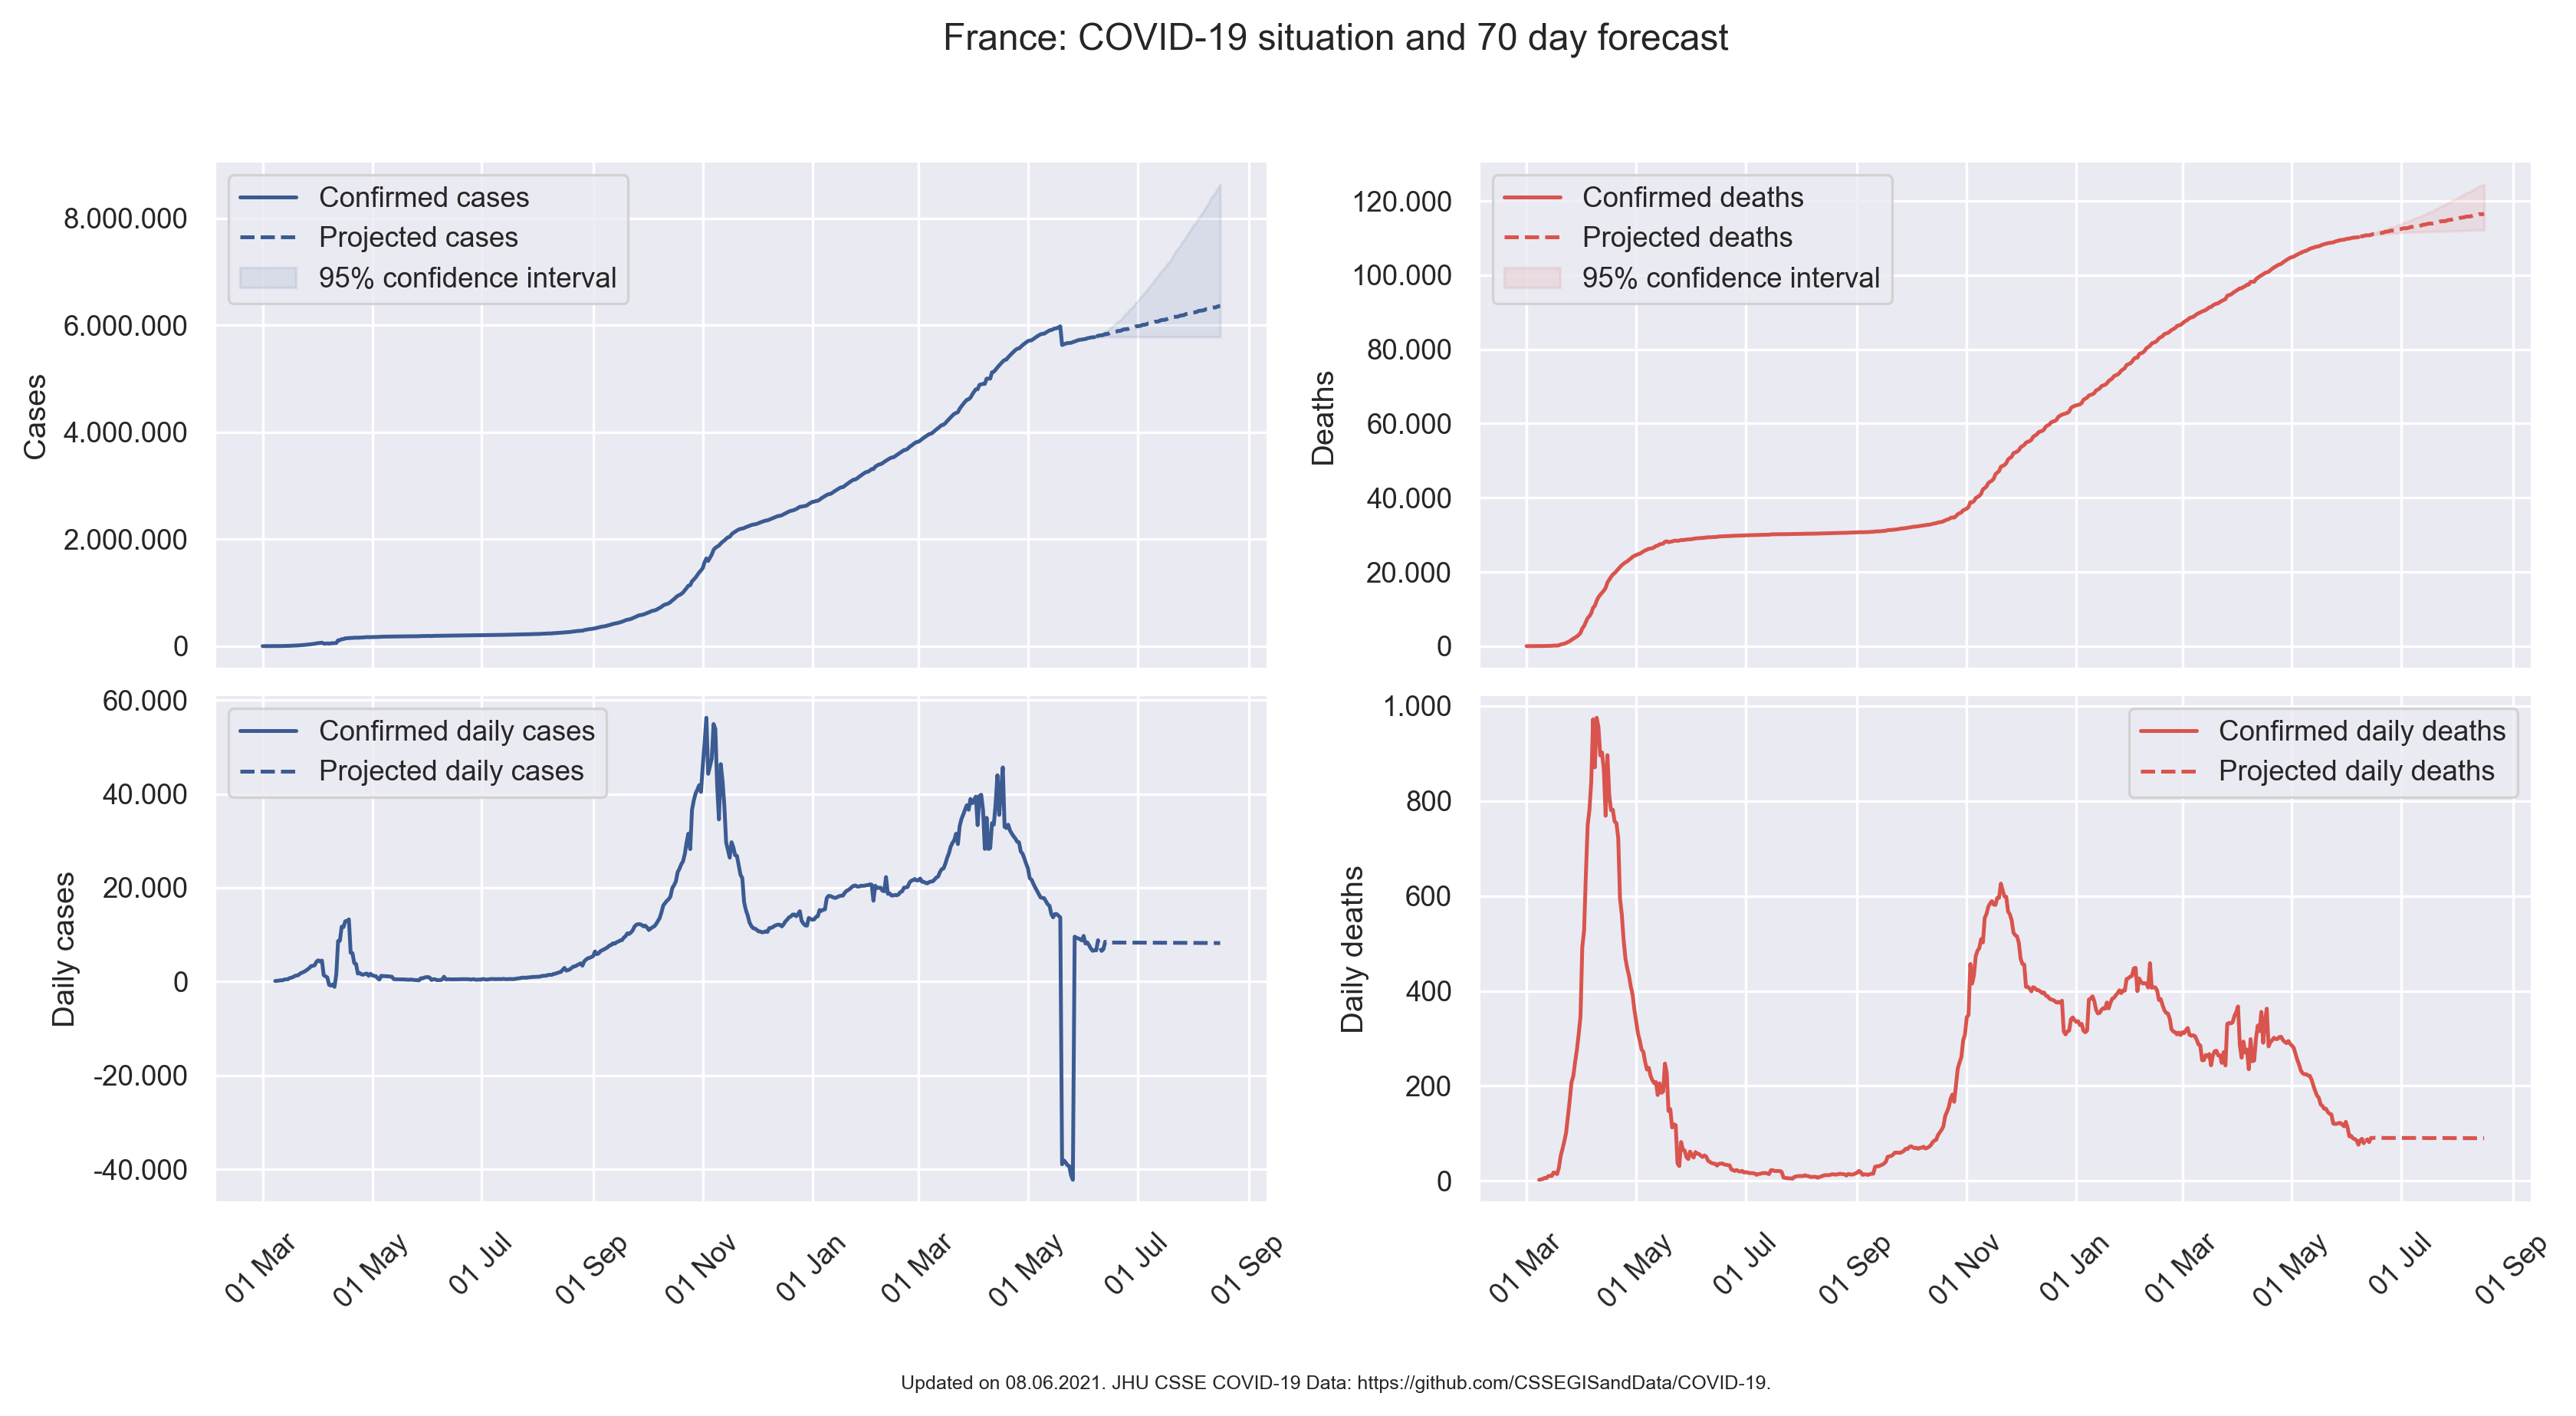 France: COVID-19 situation and 70 day forecast
Confirmed cases
Projected cases
95% confidence interval
8.000.000
6.000.000
4.000.000
2.000.000
0
Cases
Confirmed deaths
Projected deaths
95% confidence interval
120.000
100.000
80.000
60.000
40.000
20.000
0
Deaths
Confirmed daily cases
Projected daily cases
60.000
40.000
20.000
0
-20.000
-40.000
Daily cases
01 Mar
01 May
01 Jul
01 Sep
01 Nov
01 Jan
01 Mar
01 May
01 Jul
01 Sep
Confirmed daily deaths
Projected daily deaths
1.000
800
600
400
200
0
Daily deaths
01 Mar
01 May
01 Jul
01 Sep
01 Nov
01 Jan
01 Mar
01 May
01 Jul
01 Sep
Updated on 08.06.2021. JHU CSSE COVID-19 Data: https://github.com/CSSEGISandData/COVID-19.